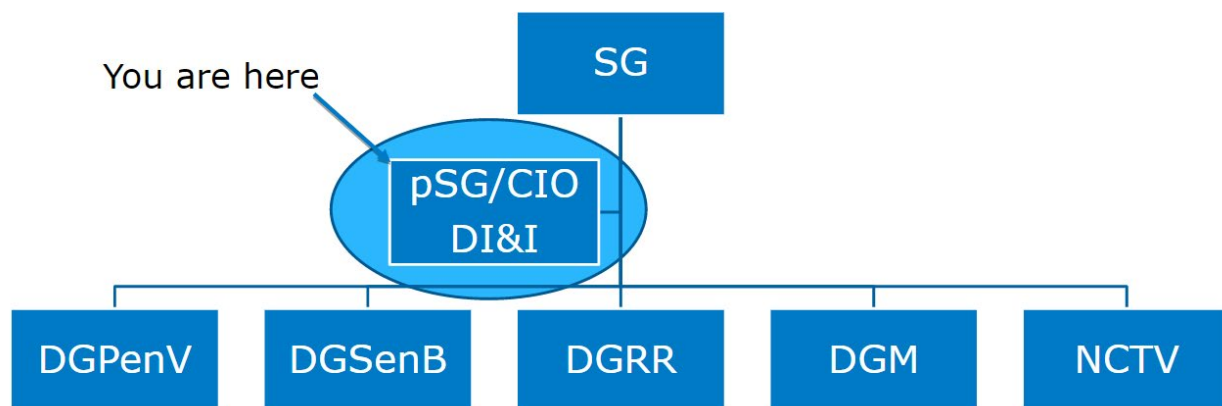 SG
You are here
pSG/CIO
DI&I
DGPenV
DGSenB
DGRR
DGM
NCTV